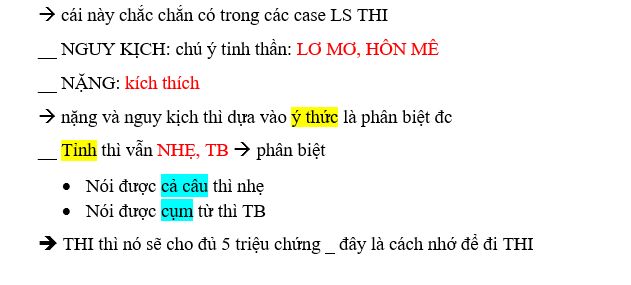 → cái này chắc chắn có trong các case LS THI
__ NGUY KỊCH: chú ý tinh thần: LƠ MƠ, HÔN MÊ
__ NẶNG: kích thích
→ nặng và nguy kịch thì dựa vào ý thức là phân biệt đc
__ Tỉnh thì vẫn NHẸ, TB → phân biệt
• Nói được cả câu thì nhẹ
• Nói được cụm từ thì TB
→ THI thì nó sẽ cho đủ 5 triệu chứng _ đây là cách nhớ để đi THI